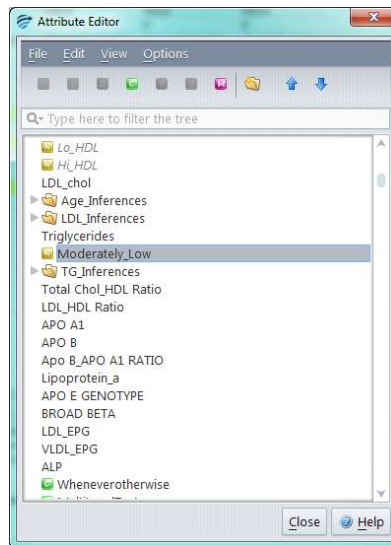 Attribute Editor
File Edit View Options
Type here to filter the tree
Lo_HDL
Hi_HDL
LDL_chol
Age_Inferences
LDL_Inferences
Triglycerides
Moderately_Low
TG_Inferences
Total Chol_HDL Ratio
LDL_HDL Ratio
APO A1
APO B
Apo B_APO A1 RATIO
Lipoprotein_a
APO E GENOTYPE
BROAD BETA
LDL_EPG
VLDL_EPG
ALP
Wheneverotherwise
Close Help